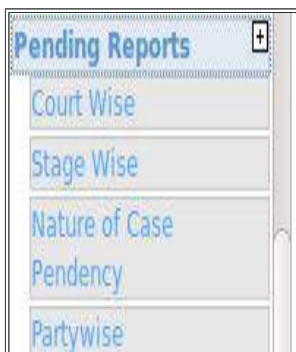 Pending Reports +
Court Wise
Stage Wise
Nature of Case
Pendency
Partywise